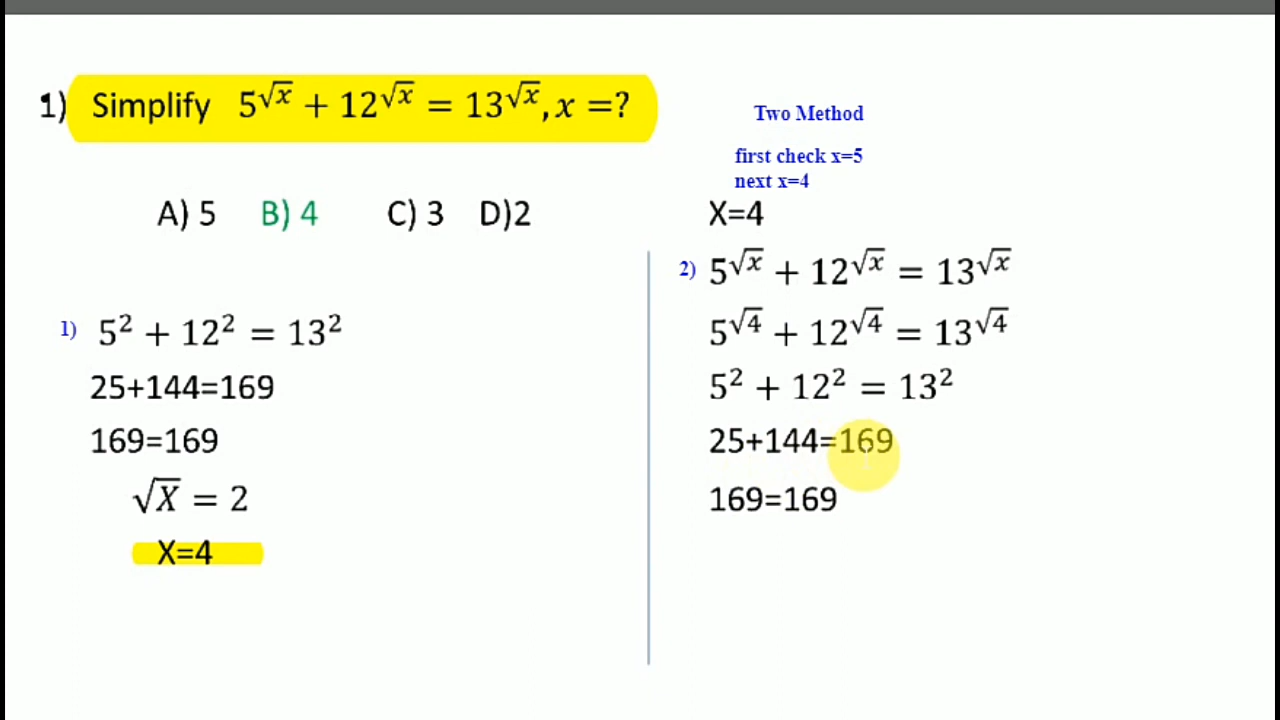 1) Simplify 5^√x + 12^√x = 13^√x, x =?
A) 5 B) 4 C) 3 D)2
1) 5² + 12² = 13²
25+144=169
169=169
√X = 2
X=4
Two Method
first check x=5
next x=4
X=4
2) 5^√x + 12^√x = 13^√x
5^√4 + 12^√4 = 13^√4
5² + 12² = 13²
25+144=169
169=169